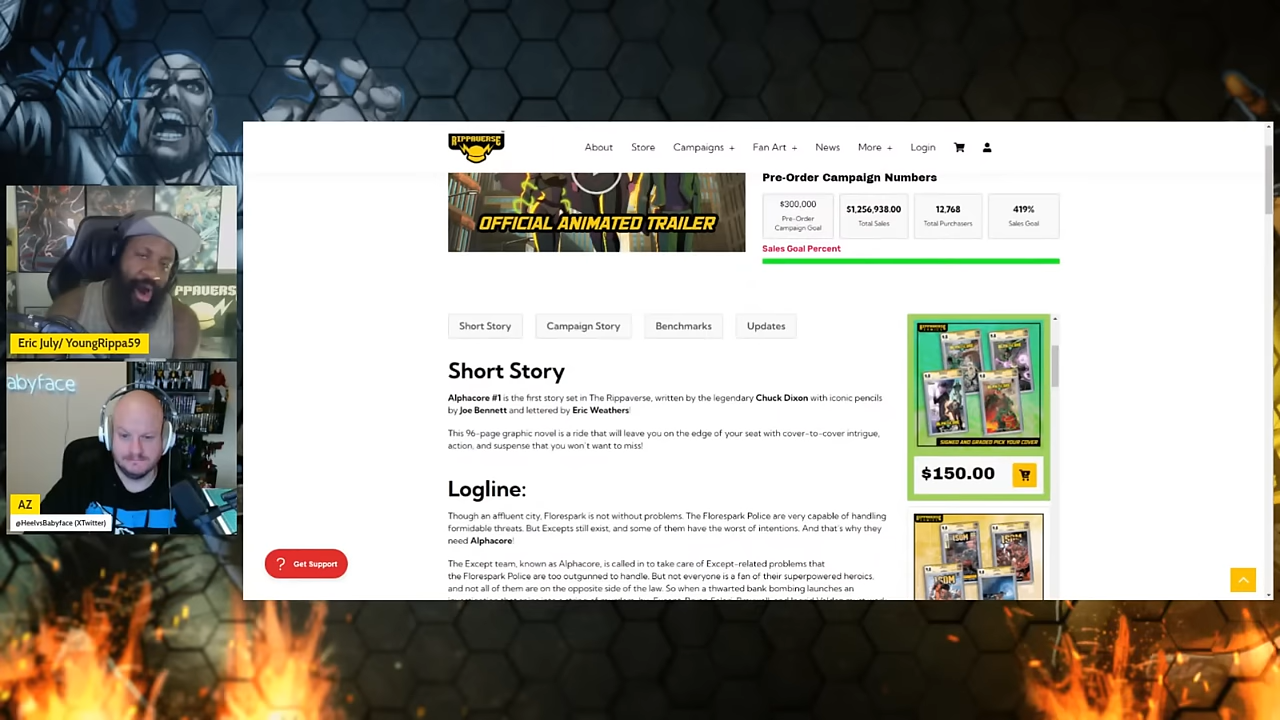 RIPPAVERSE
About Store Campaigns + Fan Art + News More + Login
OFFICIAL ANIMATED TRAILER
Pre-Order Campaign Numbers
$300,000
Pre-Order
Campaign Goal
$1,256,938.00
Total Sales
12,768
Total Purchasers
419%
Sales Goal
Sales Goal Percent
PPAVERS
Eric July/ YoungRippa59
abyface
AZ
@HeelvsBabyface (XTwitter)
Short Story
Campaign Story
Benchmarks
Updates
Short Story
Alphacore #1 is the first story set in The Rippaverse, written by the legendary Chuck Dixon with iconic pencils
by Joe Bennett and lettered by Eric Weathers!
This 96-page graphic novel is a ride that will leave you on the edge of your seat with cover-to-cover intrigue,
action, and suspense that you won't want to miss!
Logline:
Though an affluent city, Florespark is not without problems. The Florespark Police are very capable of handling
formidable threats. But Excepts still exist, and some of them have the worst of intentions. And that's why they
need Alphacore!
The Except team, known as Alphacore, is called in to take care of Except-related problems that
the Florespark Police are too outgunned to handle. But not everyone is a fan of their superpowered heroics,
and not all of them are on the opposite side of the law. So when a thwarted bank bombing launches an
SIGNED AND GRADED PICK YOUR COVER
$150.00
ISOM
ISOM
? Get Support